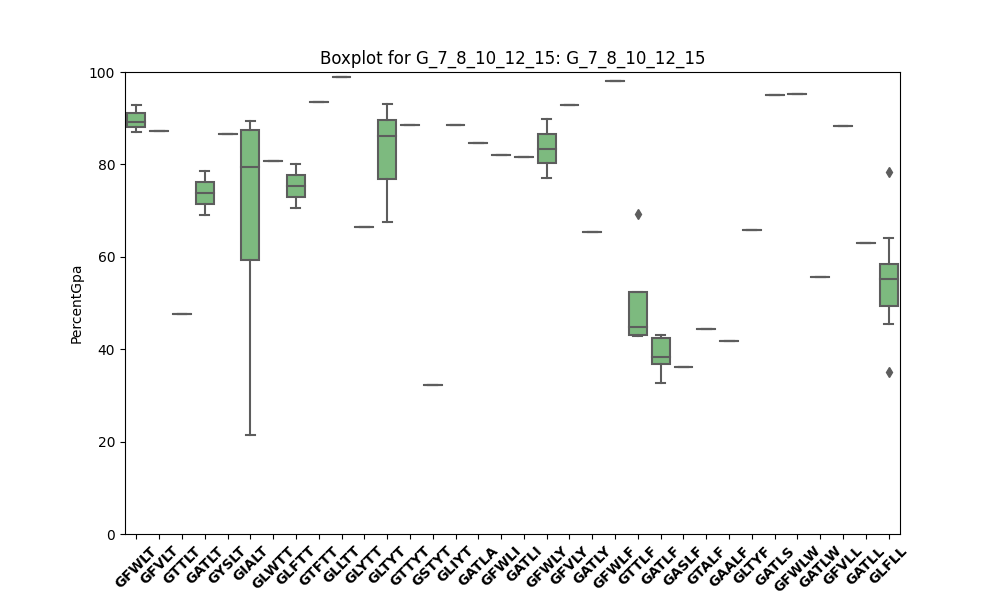 Boxplot for G_7_8_10_12_15: G_7_8_10_12_15
PercentGpa
100
80
60
40
20
0
GFWLT
GFVLT
GTTLT
GATLT
GYSLT
GIALT
GLWTT
GLFTT
GTFTT
GLLTT
GLYTT
GLTYT
GTTYT
GSTYT
GLIYT
GATLA
GFWLI
GATLI
GFWLY
GFVLY
GATLY
GFWLF
GTTLF
GATLF
GASLF
GTALF
GAALF
GLTYF
GATLS
GFWLW
GATLW
GFVLL
GATLL
GLFLL